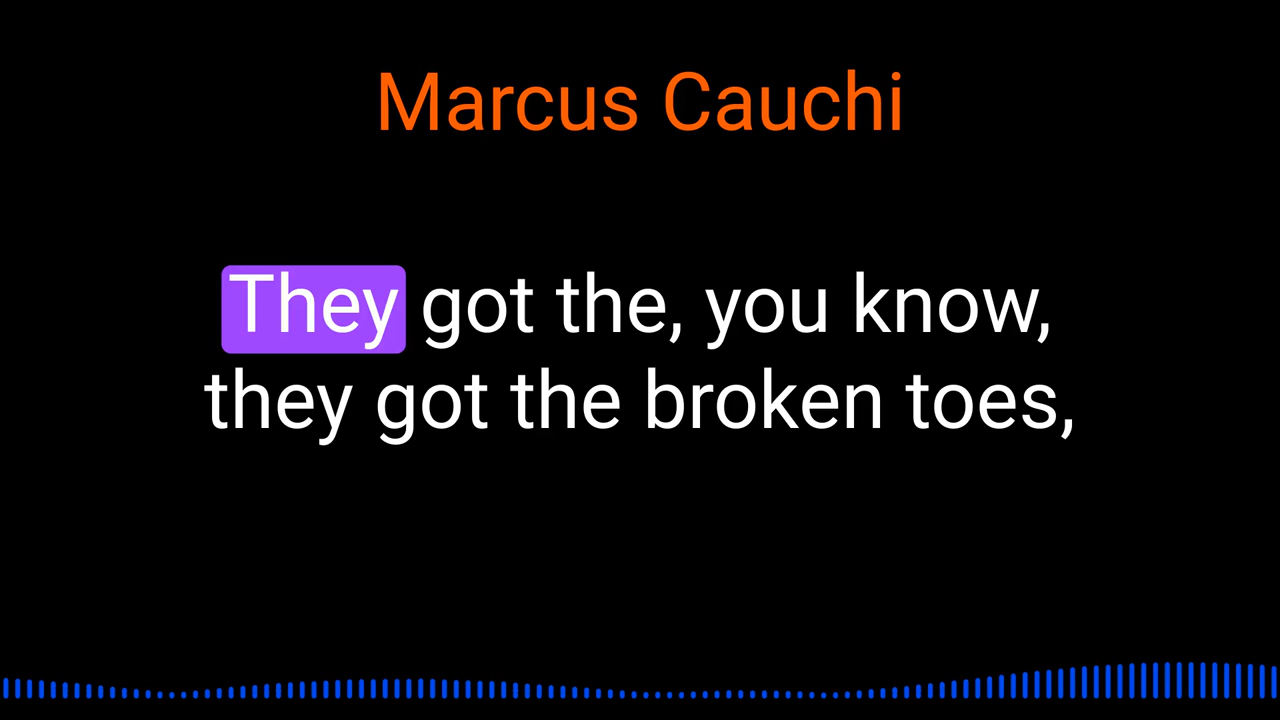 Marcus Cauchi
They got the, you know,
they got the broken toes,